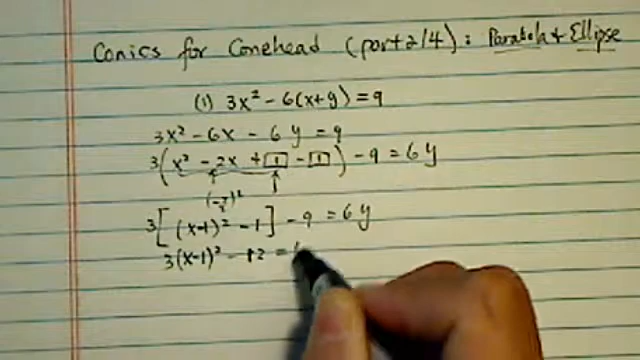 Conics for Conehead (part 2/4): Parabola & Ellipse
(1) 3x² - 6(x+y) = 9
3x² - 6x - 6y = 9
3(x² - 2x + 1 - 1) - 9 = 6y
(-2/2)²
3[(x-1)² - 1] - 9 = 6y
3(x-1)² - 12 =